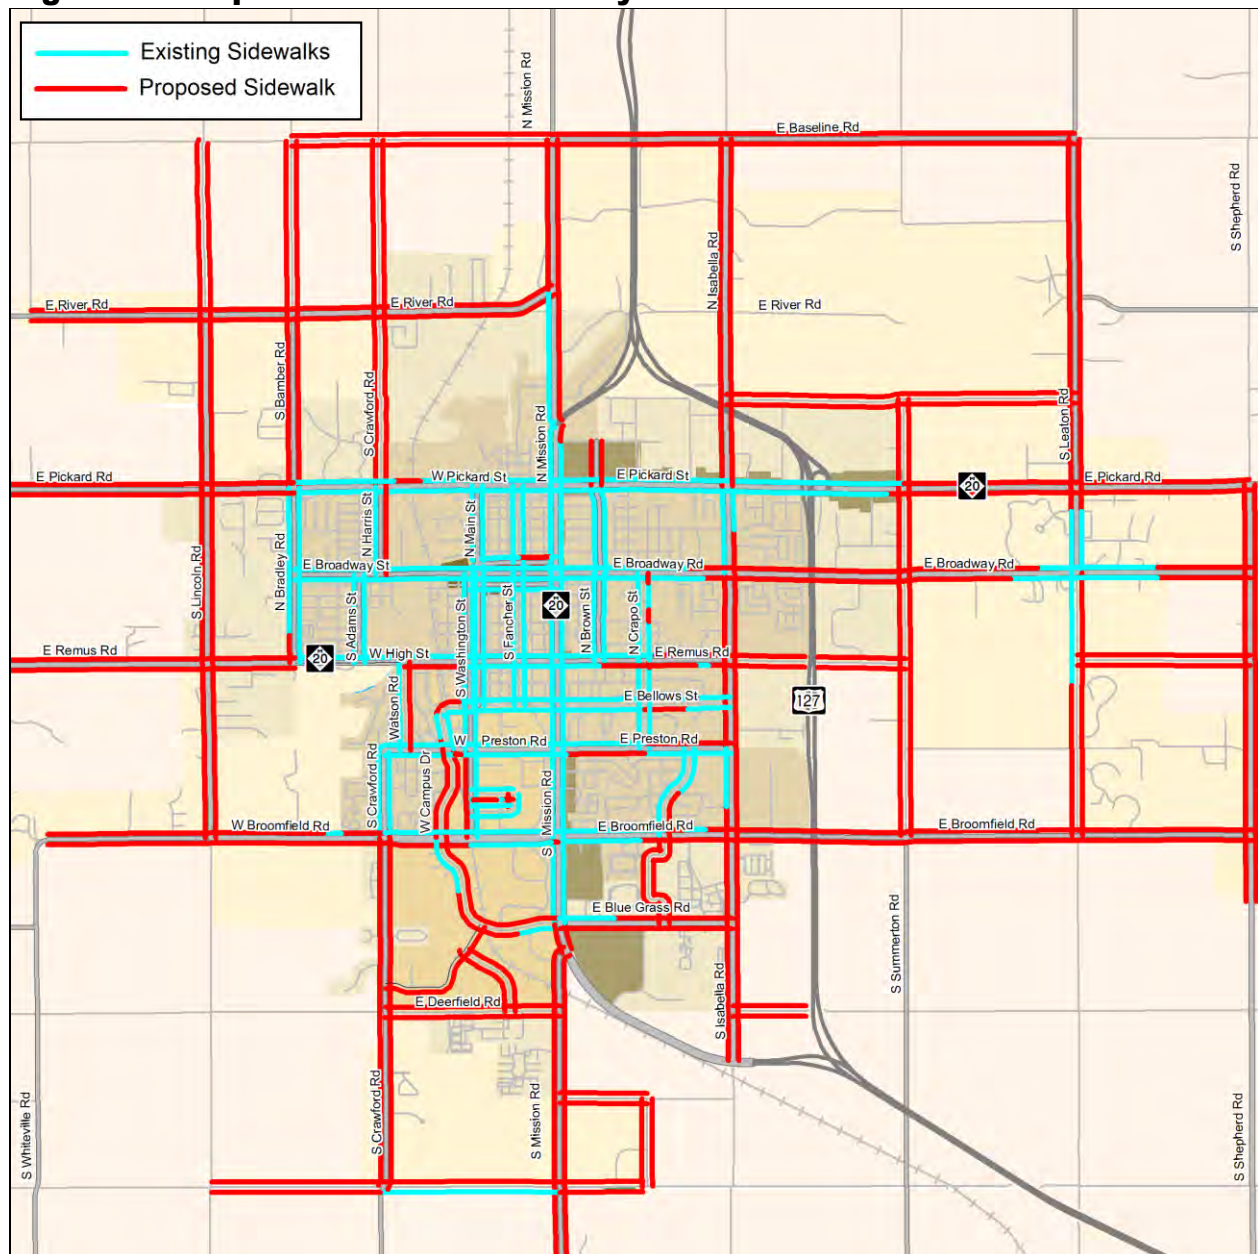 Existing Sidewalks
Proposed Sidewalk
N Mission Rd
E Baseline Rd
S Shepherd Rd
N Isabella Rd
E River Rd
E River Rd
E River Rd
S Bamber Rd
S Crawford Rd
N Mission Rd
S Leaton Rd
E Pickard Rd
W Pickard St
E Pickard St
20
E Pickard Rd
N Harris St
N Main St
S Lincoln Rd
N Bradley Rd
E Broadway St
E Broadway Rd
E Broadway Rd
S Adams St
S Washington St
S Fancher St
20
N Brown St
N Crapo St
E Remus Rd
20
W High St
E Remus Rd
Watson Rd
E Bellows St
127
W Preston Rd
E Preston Rd
S Crawford Rd
W Campus Dr
S Mission Rd
W Broomfield Rd
E Broomfield Rd
E Broomfield Rd
E Blue Grass Rd
S Summerton Rd
S Isabella Rd
E Deerfield Rd
S Whiteville Rd
S Crawford Rd
S Mission Rd
S Shepherd Rd